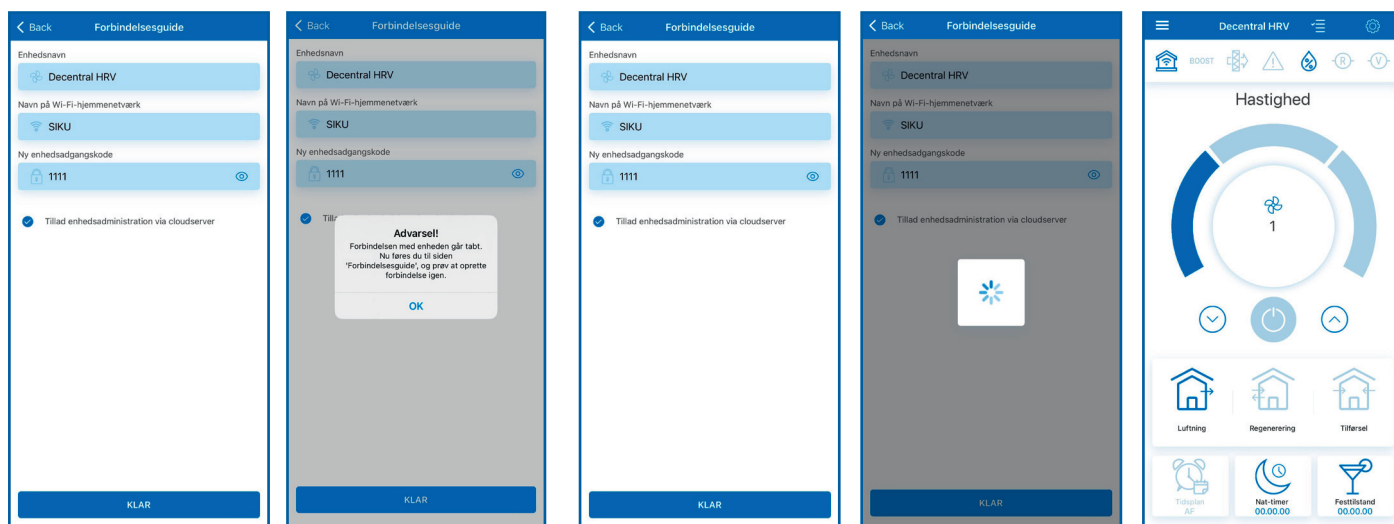 Back Forbindelsesguide
Enhedsnavn
Decentral HRV
Navn på Wi-Fi-hjemmenetværk
SIKU
Ny enhedsadgangskode
1111
Tillad enhedsadministration via cloudserver
KLAR
Back Forbindelsesguide
Enhedsnavn
Decentral HRV
Navn på Wi-Fi-hjemmenetværk
SIKU
Ny enhedsadgangskode
1111
Advarsel!
Forbindelsen med enheden går tabt.
Nu føres du til siden
'Forbindelsesguide', og prøv at oprette
forbindelse igen.
OK
KLAR
Back Forbindelsesguide
Enhedsnavn
Decentral HRV
Navn på Wi-Fi-hjemmenetværk
SIKU
Ny enhedsadgangskode
1111
Tillad enhedsadministration via cloudserver
KLAR
Back Forbindelsesguide
Enhedsnavn
Decentral HRV
Navn på Wi-Fi-hjemmenetværk
SIKU
Ny enhedsadgangskode
1111
Tillad enhedsadministration via cloudserver
KLAR
Decentral HRV
BOOST % R V
Hastighed
1
Luftning Regenerering Tilførsel
Tidsplan Nat-timer Festtilstand
AF 00.00.00 00.00.00